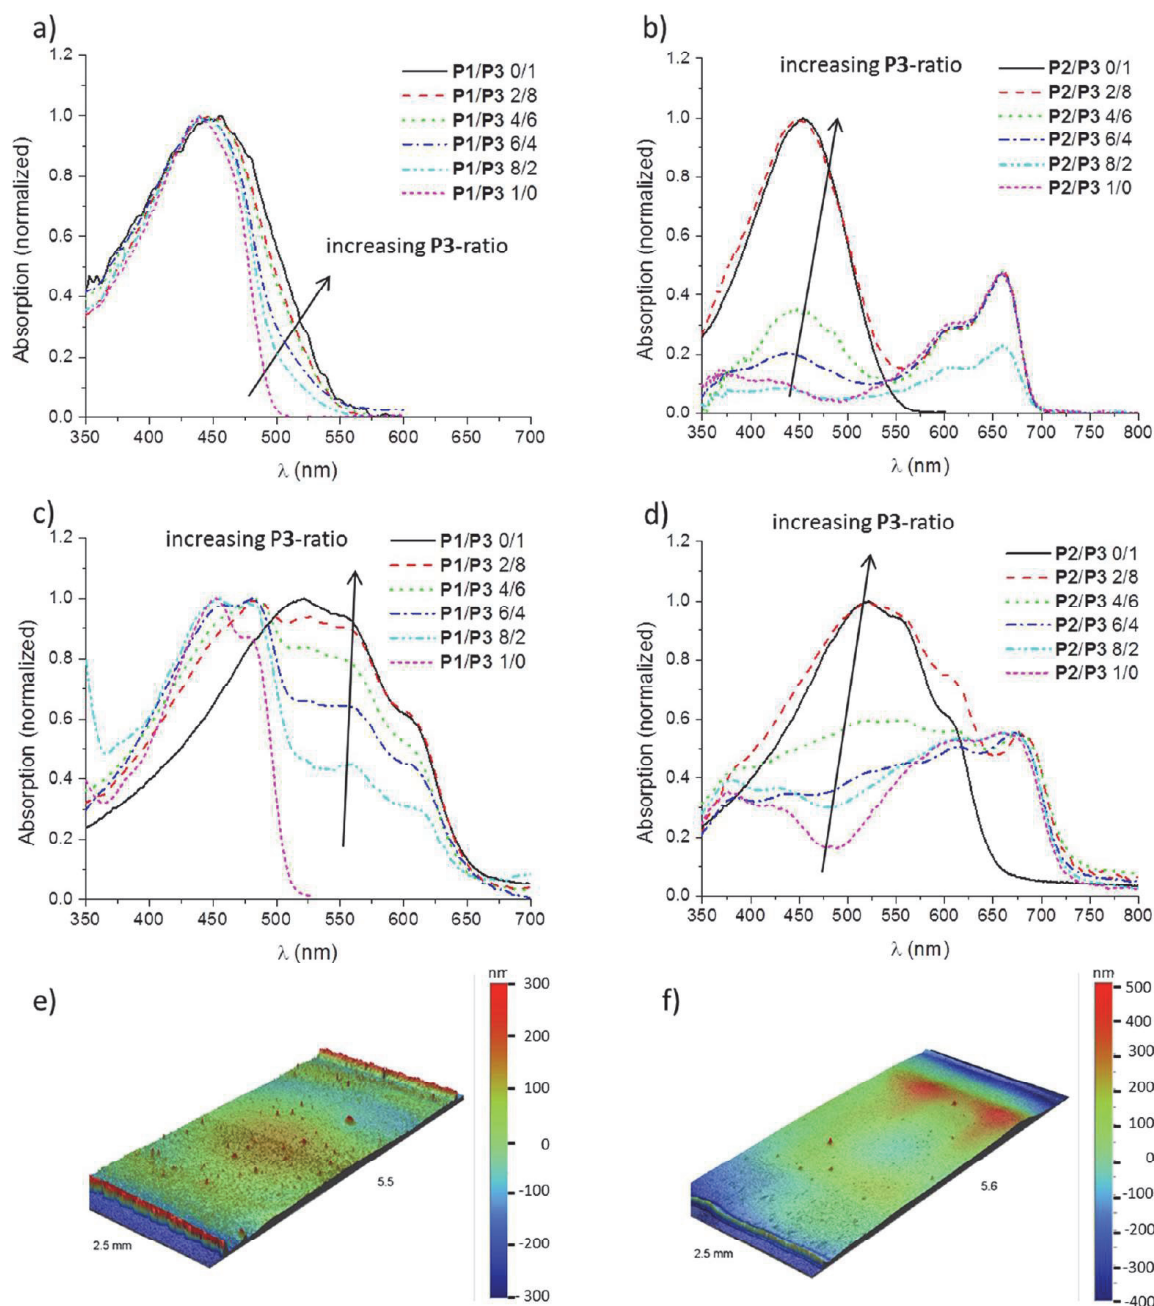 a)
Absorption (normalized)
1.2
1.0
0.8
0.6
0.4
0.2
0.0
350 400 450 500 550 600 650 700
λ (nm)
P1/P3 0/1
P1/P3 2/8
P1/P3 4/6
P1/P3 6/4
P1/P3 8/2
P1/P3 1/0
increasing P3-ratio
b)
Absorption (normalized)
1.2
1.0
0.8
0.6
0.4
0.2
0.0
350 400 450 500 550 600 650 700 750 800
λ (nm)
increasing P3-ratio
P2/P3 0/1
P2/P3 2/8
P2/P3 4/6
P2/P3 6/4
P2/P3 8/2
P2/P3 1/0
c)
increasing P3-ratio
Absorption (normalized)
1.2
1.0
0.8
0.6
0.4
0.2
0.0
350 400 450 500 550 600 650 700
λ (nm)
P1/P3 0/1
P1/P3 2/8
P1/P3 4/6
P1/P3 6/4
P1/P3 8/2
P1/P3 1/0
d)
increasing P3-ratio
Absorption (normalized)
1.2
1.0
0.8
0.6
0.4
0.2
0.0
350 400 450 500 550 600 650 700 750 800
λ (nm)
P2/P3 0/1
P2/P3 2/8
P2/P3 4/6
P2/P3 6/4
P2/P3 8/2
P2/P3 1/0
e)
2.5 mm
5.5
nm
300
200
100
0
-100
-200
300
f)
2.5 mm
5.6
nm
500
400
300
200
100
0
-100
-200
-300
-400